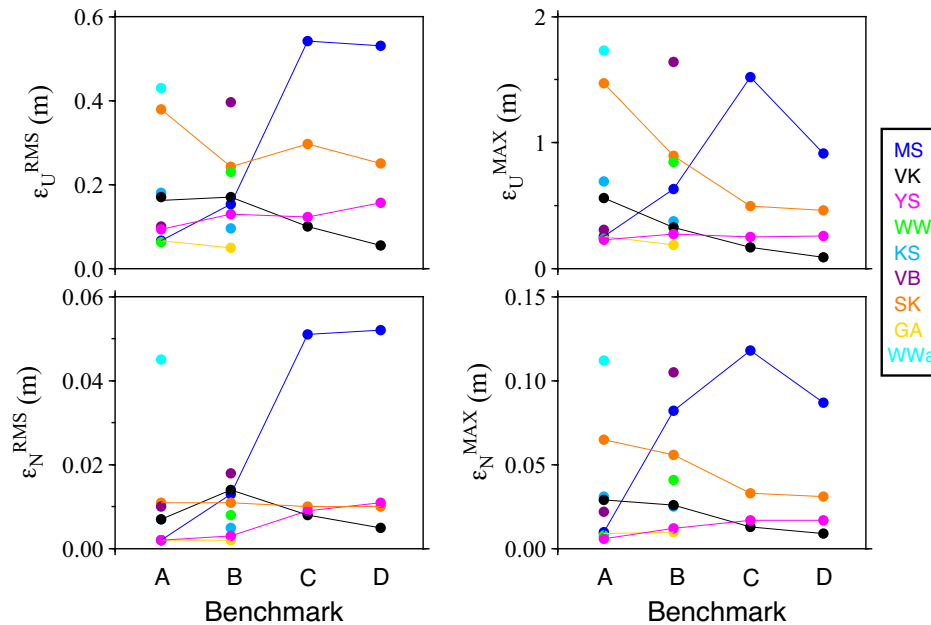 0.6
0.4
0.2
0.0
ε_U^RMS (m)
2
1
0
ε_U^MAX (m)
0.06
0.04
0.02
0.00
ε_N^RMS (m)
A B C D
Benchmark
0.15
0.10
0.05
0.00
ε_N^MAX (m)
A B C D
Benchmark
MS
VK
YS
WW
KS
VB
SK
GA
WWa